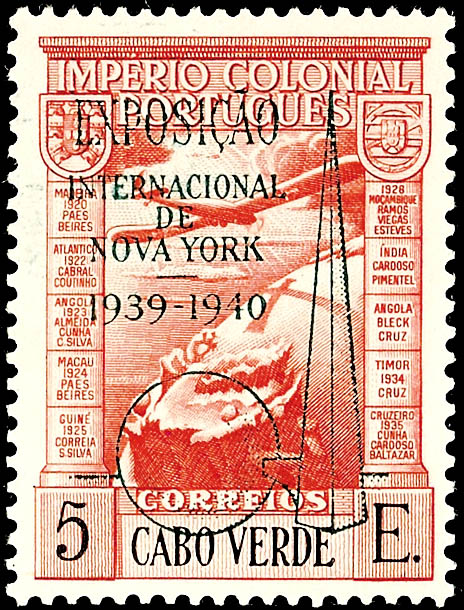 IMPERIO COLONIAL
PORTUGUES
EXPOSIÇÃO
INTERNACIONAL
DE
NOVA YORK
1939-1940
MADEIRA
1920
PAES
BEIRES
ATLANTICO
1922
CABRAL
COUTINHO
ANGOLA
1923
ALMEIDA
CUNHA
C. SILVA
MACAU
1924
PAES
BEIRES
GUINÉ
1925
CORREIA
S. SILVA
1928
MOÇAMBIQUE
RAMOS
VIEGAS
ESTEVES
ÍNDIA
CARDOSO
PIMENTEL
ANGOLA
BLECK
CRUZ
TIMOR
1934
CRUZ
CRUZEIRO
1935
CUNHA
CARDOSO
BALTAZAR
CORREIOS
5 CABO VERDE E.